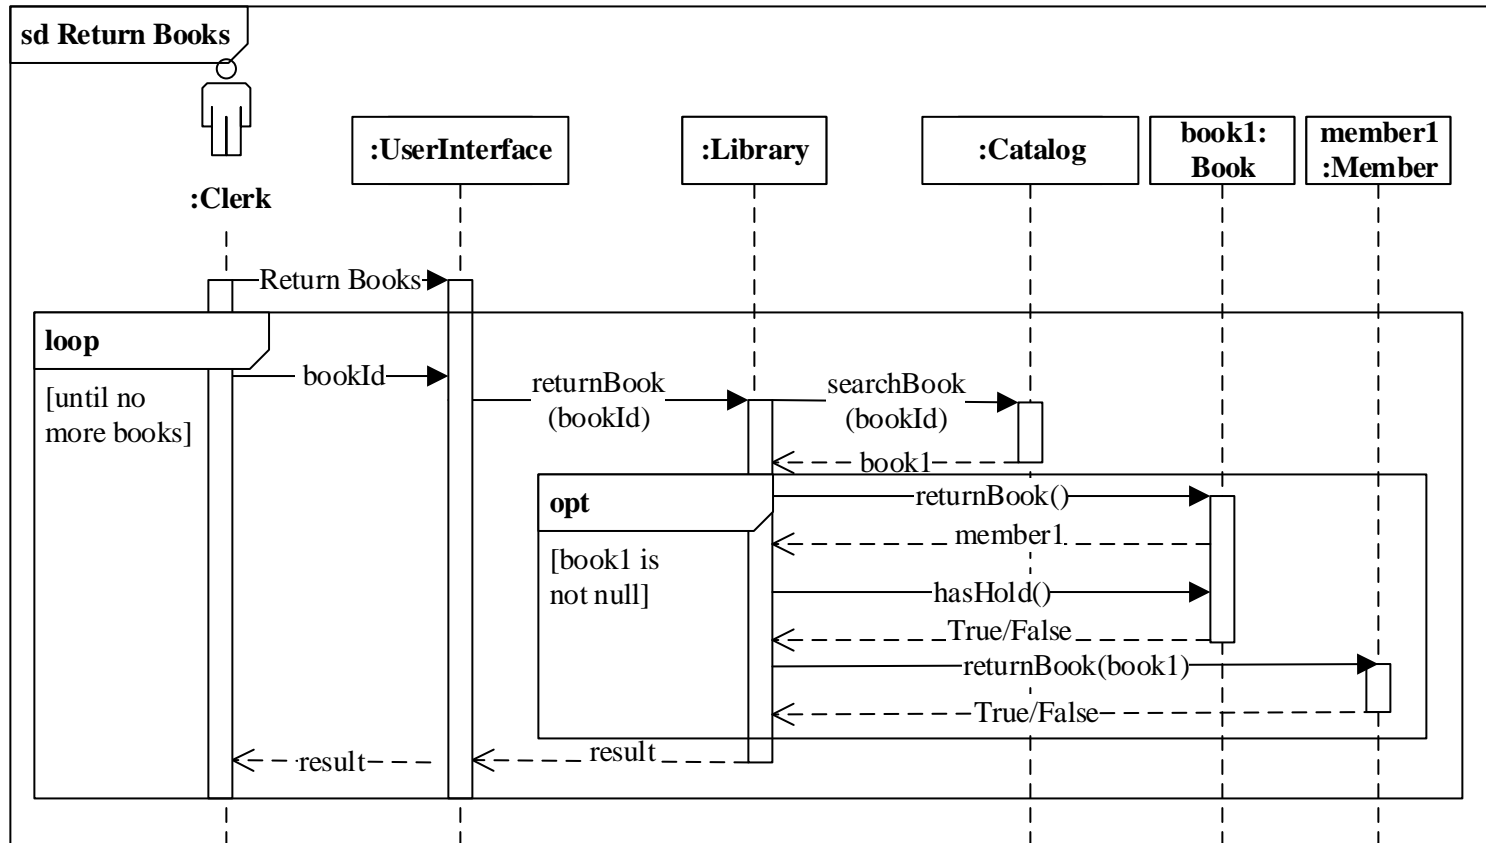 sd Return Books
:Clerk
:UserInterface
:Library
:Catalog
book1:
Book
member1
:Member
Return Books
loop
[until no
more books]
bookId
returnBook
(bookId)
searchBook
(bookId)
book1
opt
[book1 is
not null]
returnBook()
member1
hasHold()
True/False
returnBook(book1)
True/False
result
result